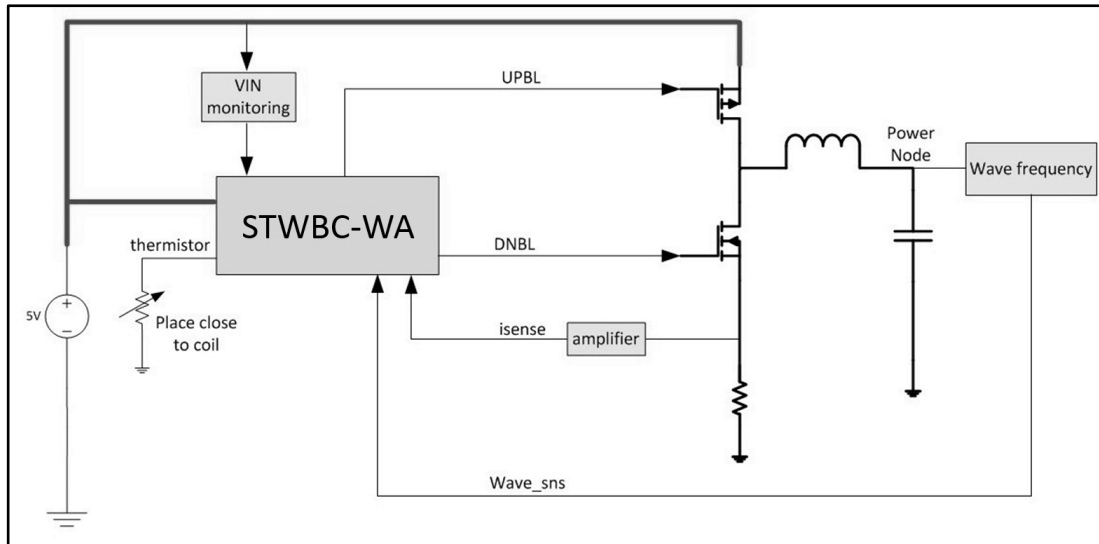 VIN
monitoring
UPBL
Power
Node
Wave frequency
STWBC-WA
thermistor
DNBL
+
5V
−
Place close
to coil
isense
amplifier
Wave_sns